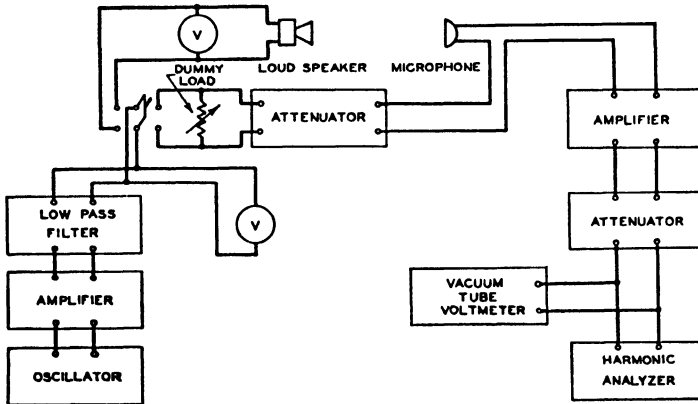 V
DUMMY
LOAD
LOUD SPEAKER
MICROPHONE
ATTENUATOR
AMPLIFIER
LOW PASS
FILTER
V
ATTENUATOR
AMPLIFIER
VACUUM
TUBE
VOLTMETER
OSCILLATOR
HARMONIC
ANALYZER